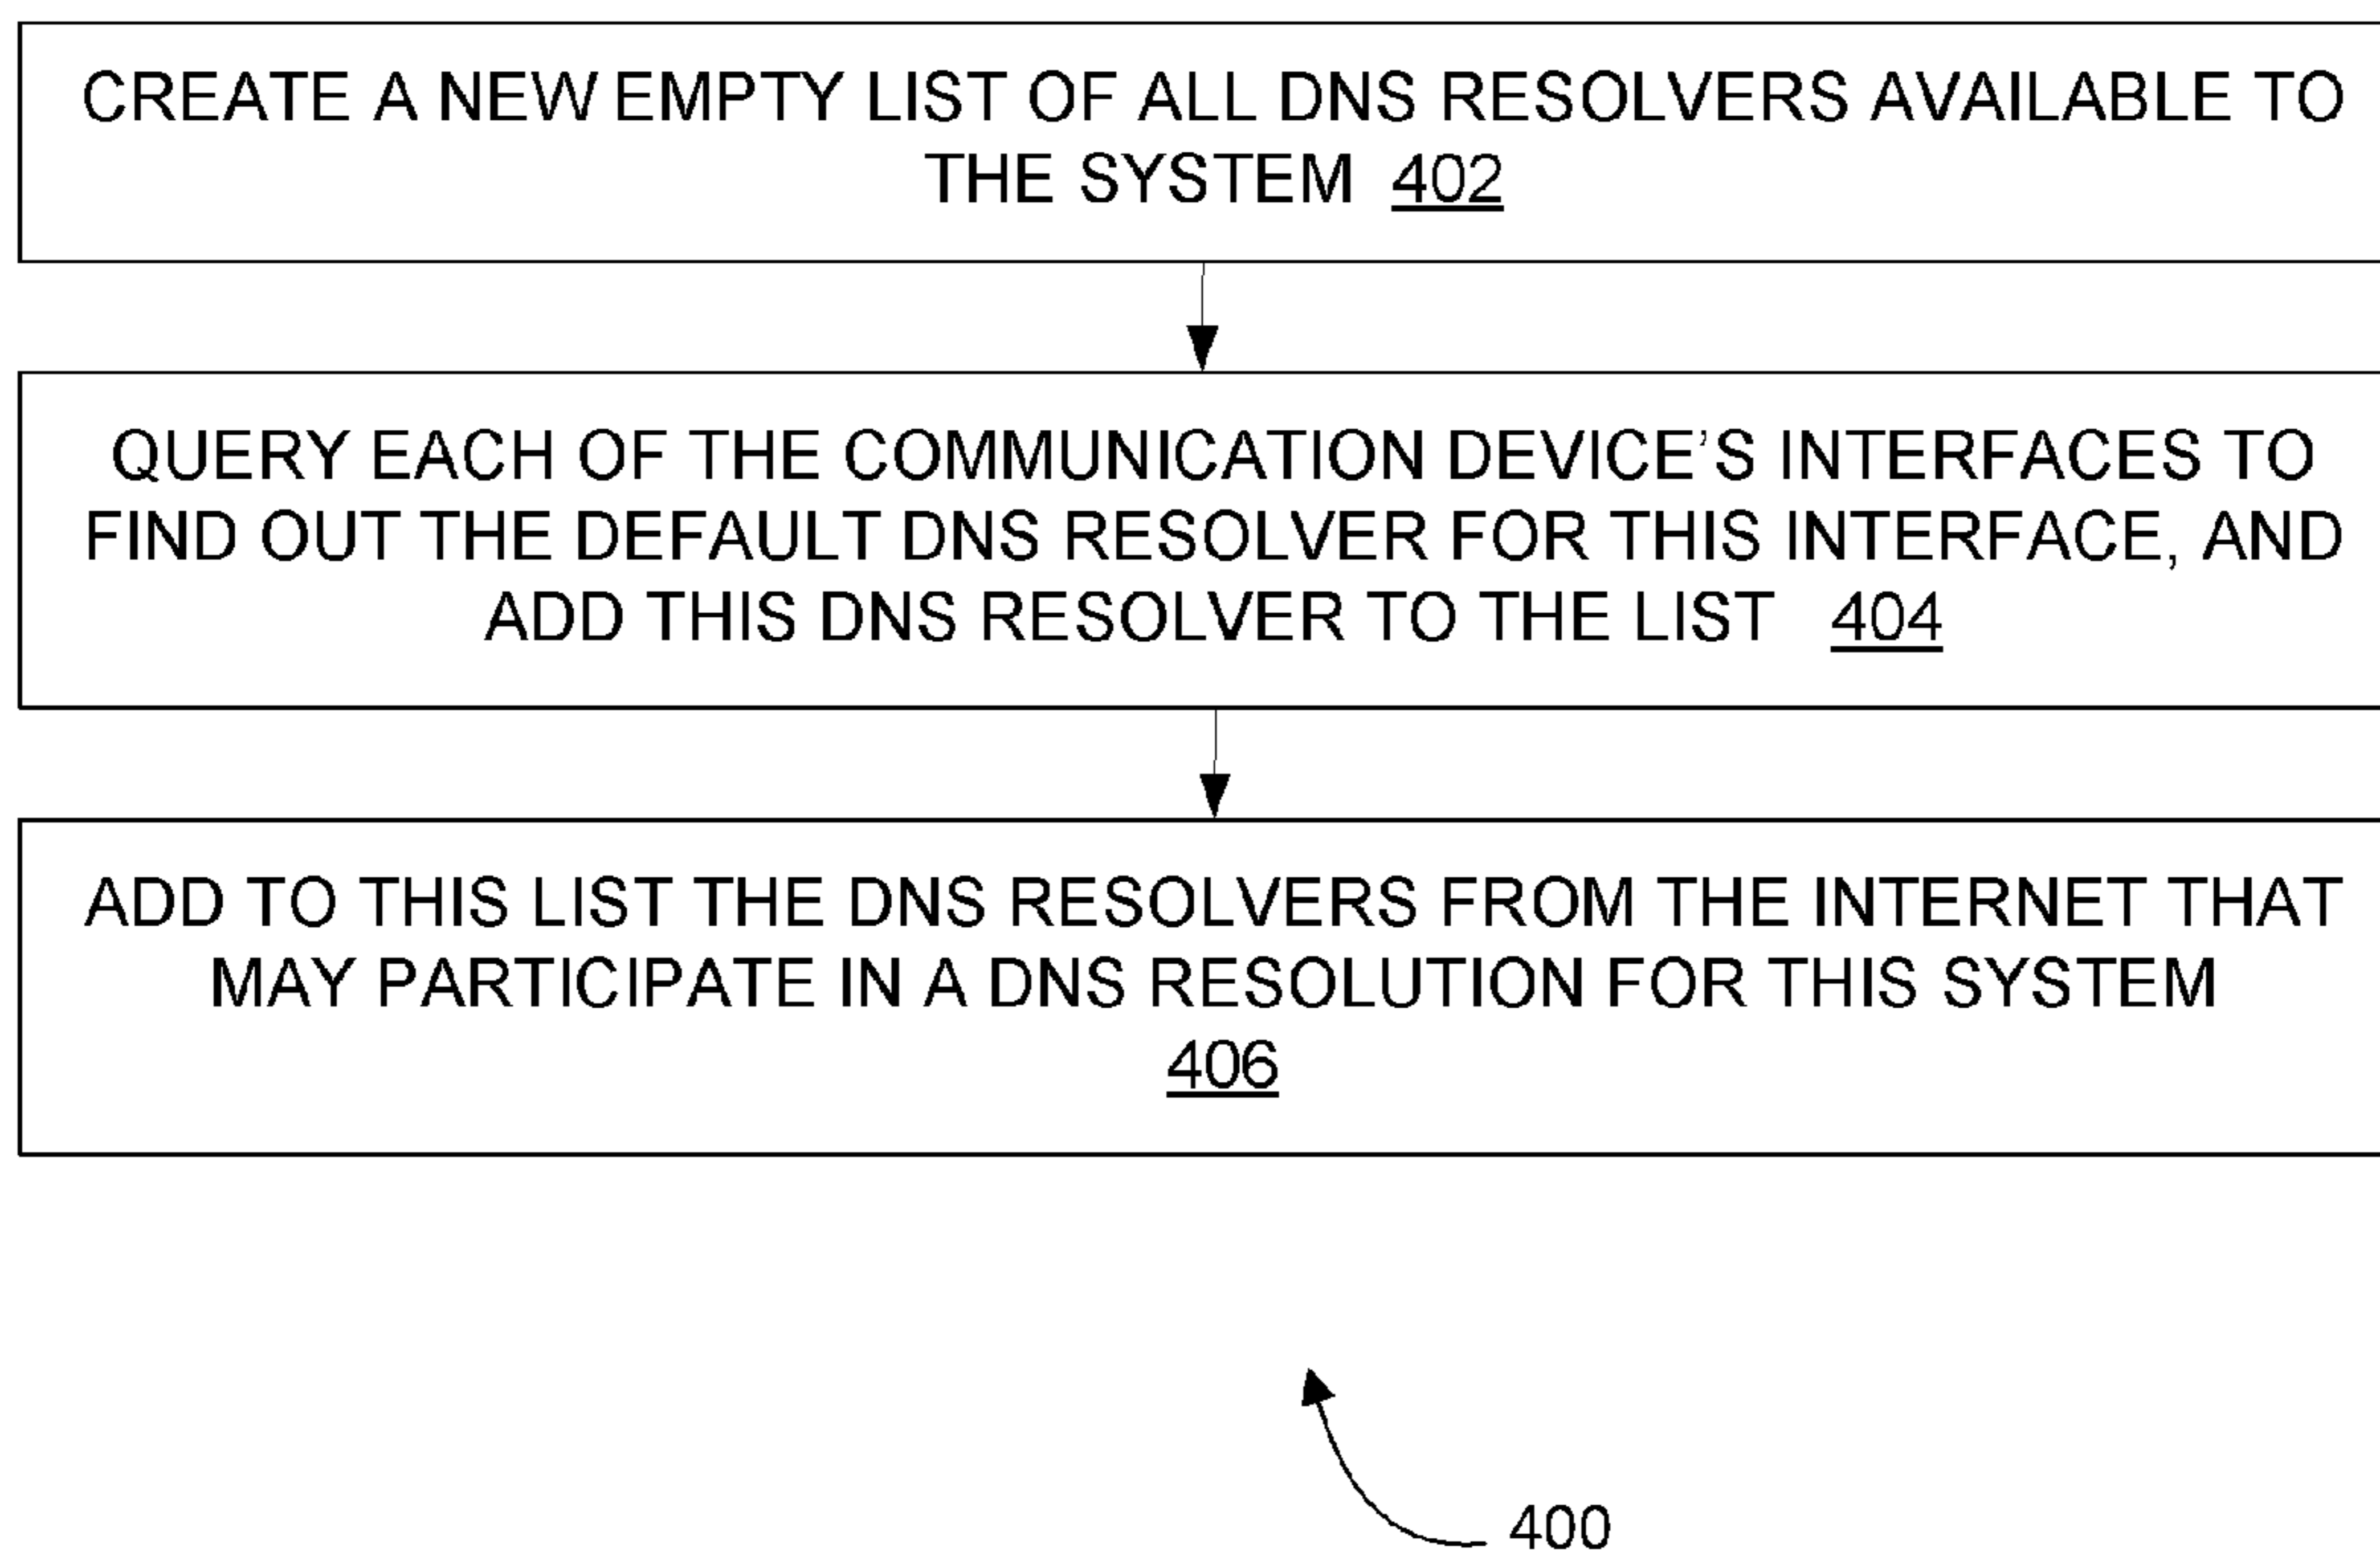 CREATE A NEW EMPTY LIST OF ALL DNS RESOLVERS AVAILABLE TO
THE SYSTEM 402
QUERY EACH OF THE COMMUNICATION DEVICE'S INTERFACES TO
FIND OUT THE DEFAULT DNS RESOLVER FOR THIS INTERFACE, AND
ADD THIS DNS RESOLVER TO THE LIST 404
ADD TO THIS LIST THE DNS RESOLVERS FROM THE INTERNET THAT
MAY PARTICIPATE IN A DNS RESOLUTION FOR THIS SYSTEM
406
400